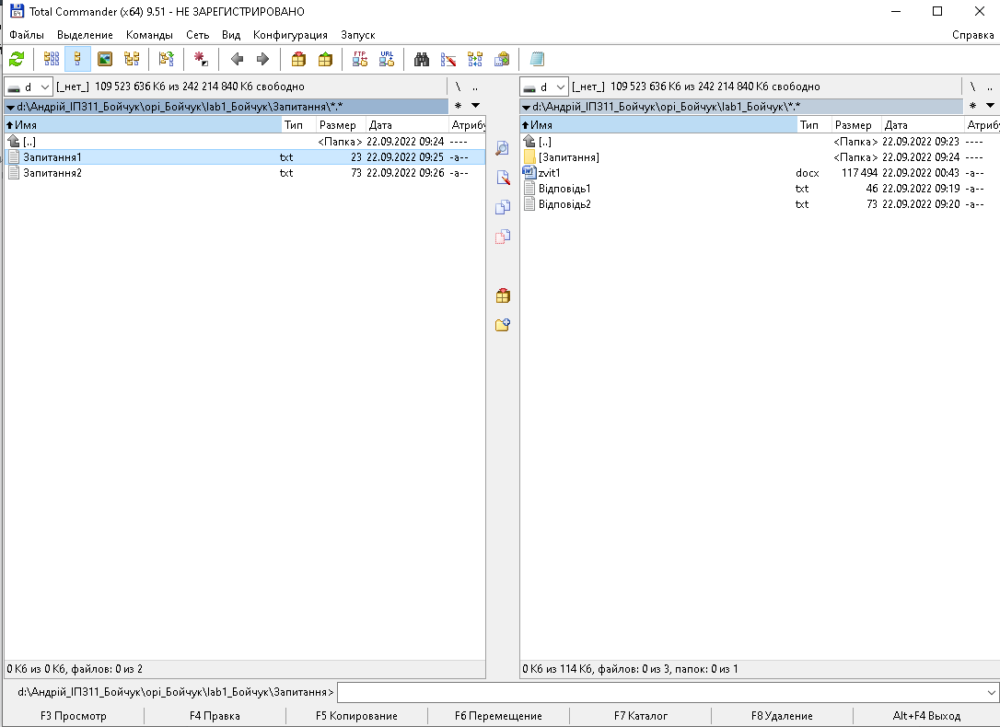 Total Commander (x64) 9.51 - НЕ ЗАРЕГИСТРИРОВАНО
Файлы Выделение Команды Сеть Вид Конфигурация Запуск Справка
FTP URL
d [_нет_] 109 523 636 Кб из 242 214 840 Кб свободно \ ..
d:\Андрій_ІПЗ11_Бойчук\opi_Бойчук\lab1_Бойчук\Запитання\*.* * 
Имя Тип Размер Дата Атрибу
[..] <Папка> 22.09.2022 09:24 ----
Запитання1 txt 23 22.09.2022 09:25 -a--
Запитання2 txt 73 22.09.2022 09:26 -a--
0 Кб из 0 Кб, файлов: 0 из 2
d [_нет_] 109 523 636 Кб из 242 214 840 Кб свободно \ ..
d:\Андрій_ІПЗ11_Бойчук\opi_Бойчук\lab1_Бойчук\*.* *
Имя Тип Размер Дата Атрибу
[..] <Папка> 22.09.2022 09:23 ----
[Запитання] <Папка> 22.09.2022 09:24 ----
zvit1 docx 117 494 22.09.2022 00:43 -a--
Відповідь1 txt 46 22.09.2022 09:19 -a--
Відповідь2 txt 73 22.09.2022 09:20 -a--
0 Кб из 114 Кб, файлов: 0 из 3, папок: 0 из 1
d:\Андрій_ІПЗ11_Бойчук\opi_Бойчук\lab1_Бойчук\Запитання>
F3 Просмотр F4 Правка F5 Копирование F6 Перемещение F7 Каталог F8 Удаление Alt+F4 Выход